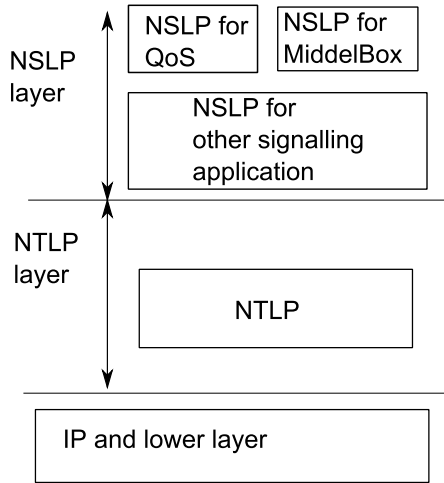 NSLP for
QoS
NSLP for
MiddelBox
NSLP
layer
NSLP for
other signalling
application
NTLP
layer
NTLP
IP and lower layer